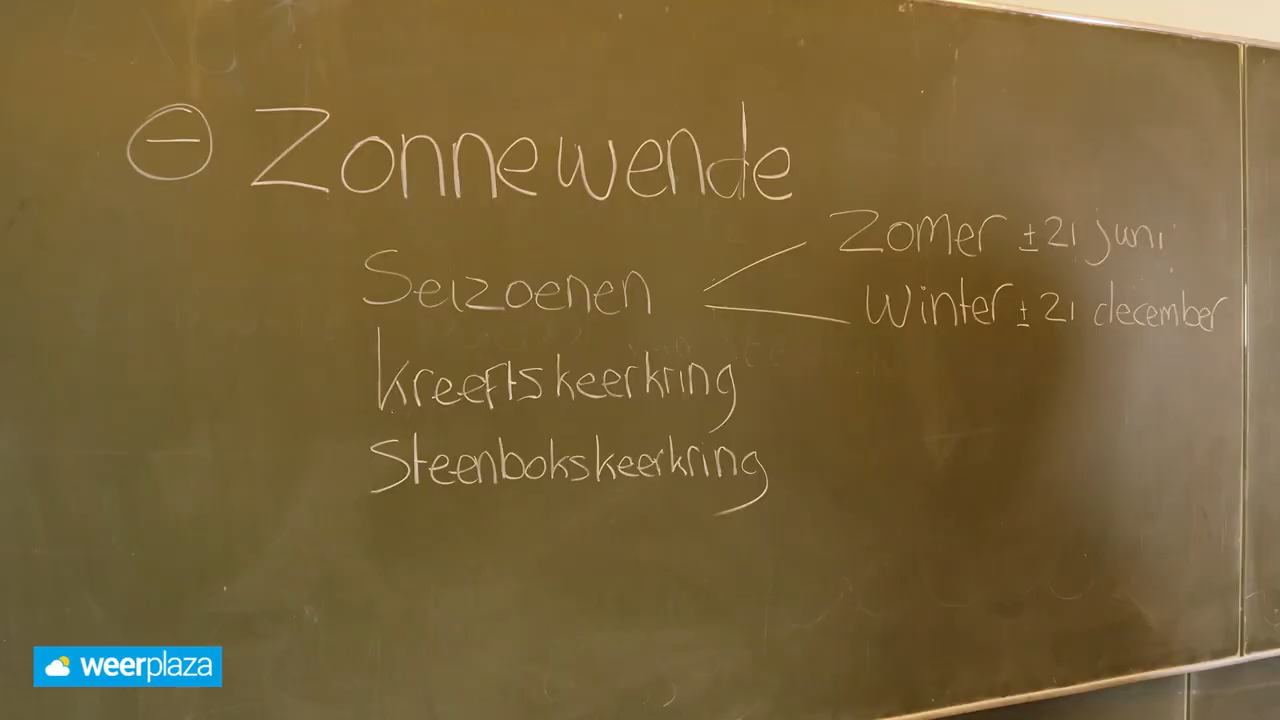 ⊖ Zonnewende
Seizoenen
Zomer ± 21 juni
Winter ± 21 december
Kreeftskeerkring
Steenbokskeerkring
weerplaza